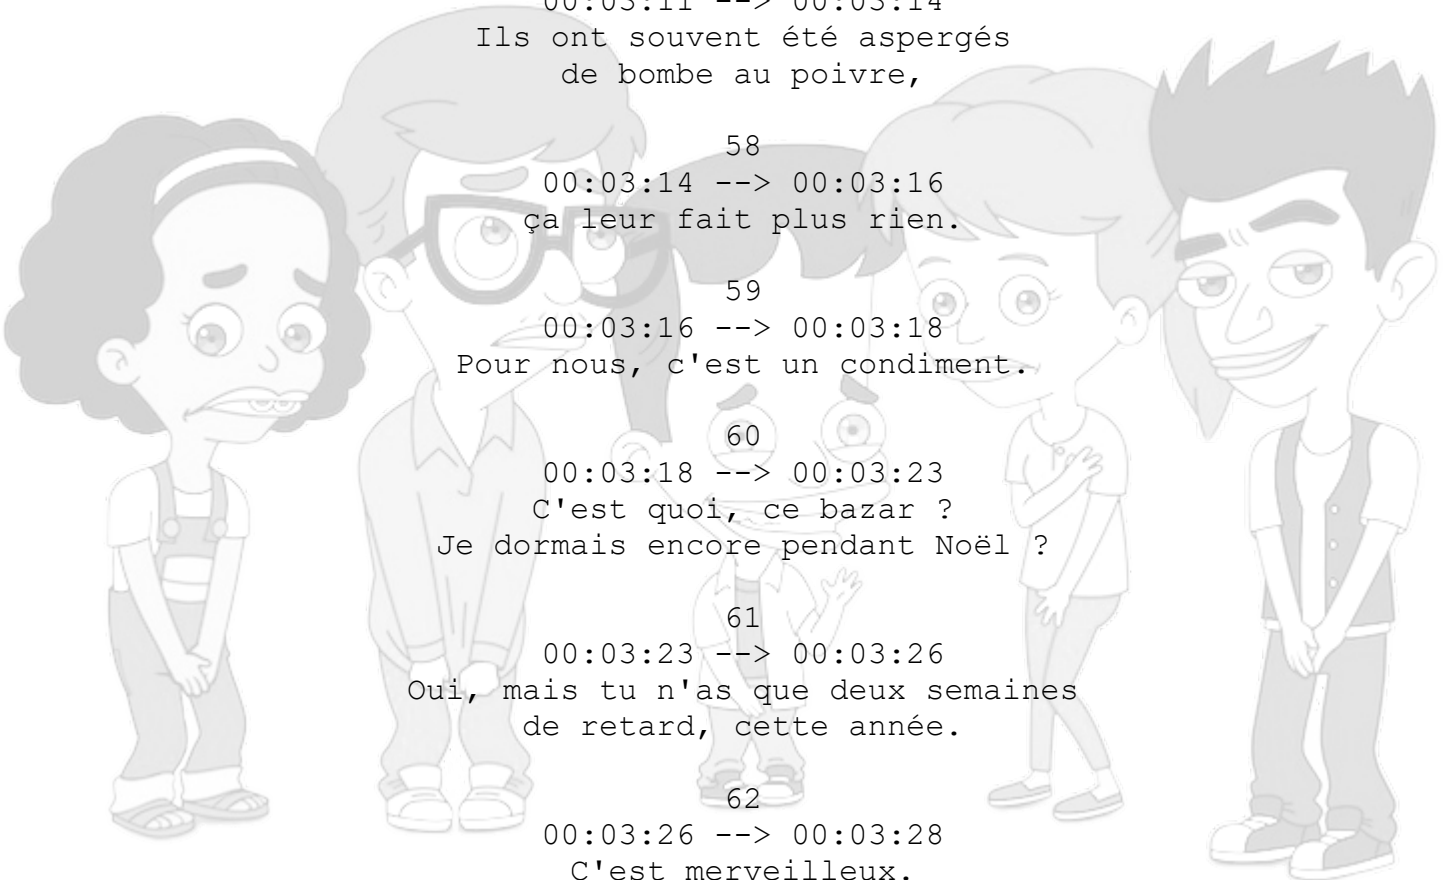 00:03:11 --> 00:03:14
Ils ont souvent été aspergés
de bombe au poivre,
58
00:03:14 --> 00:03:16
ça leur fait plus rien.
59
00:03:16 --> 00:03:18
Pour nous, c'est un condiment.
60
00:03:18 --> 00:03:23
C'est quoi, ce bazar ?
Je dormais encore pendant Noël ?
61
00:03:23 --> 00:03:26
Oui, mais tu n'as que deux semaines
de retard, cette année.
62
00:03:26 --> 00:03:28
C'est merveilleux.